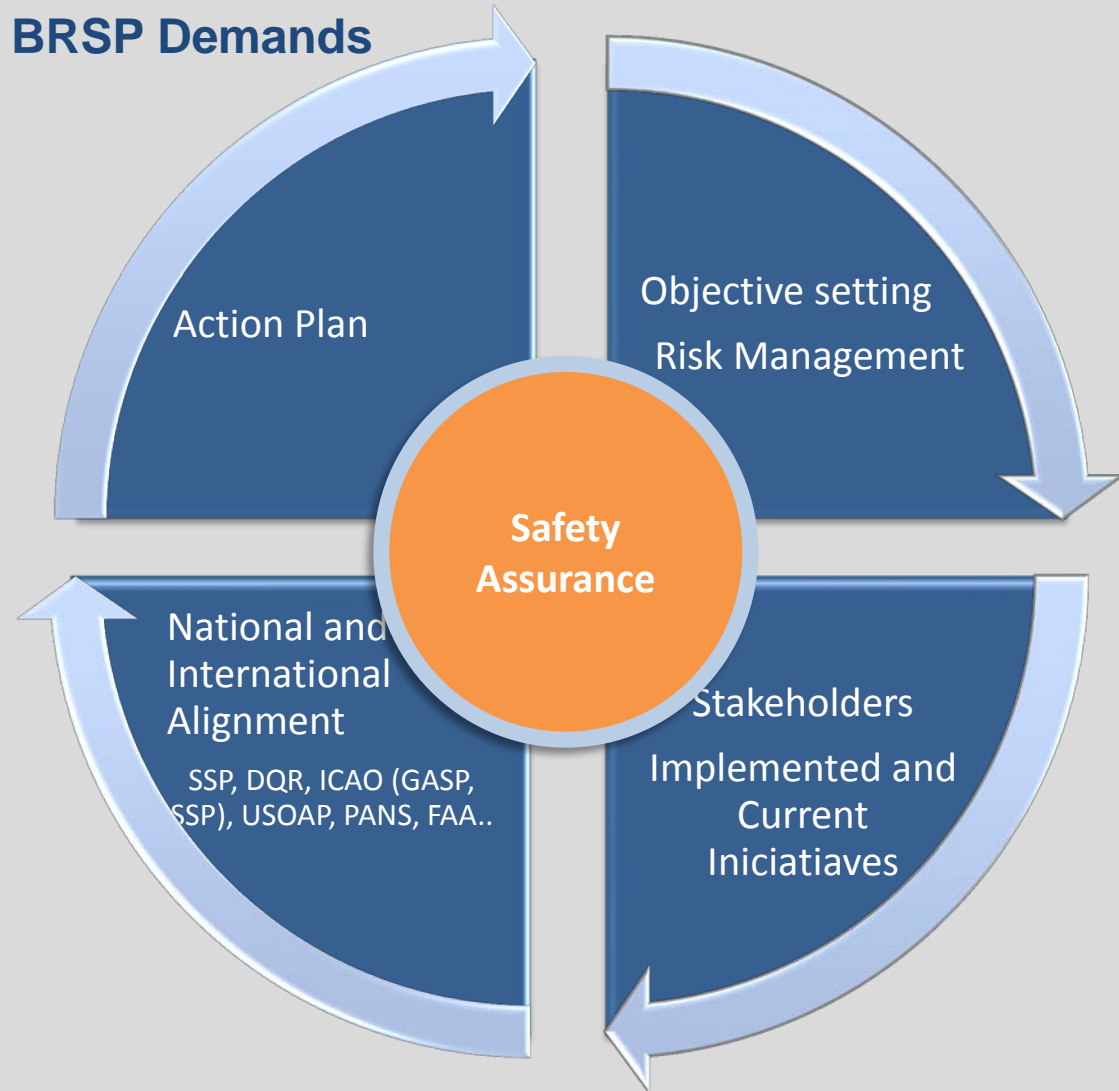 BRSP Demands
Action Plan
Objective setting
Risk Management
Safety
Assurance
National and
International
Alignment
SSP, DQR, ICAO (GASP,
SSP), USOAP, PANS, FAA..
Stakeholders
Implemented and
Current
Iniciatiaves